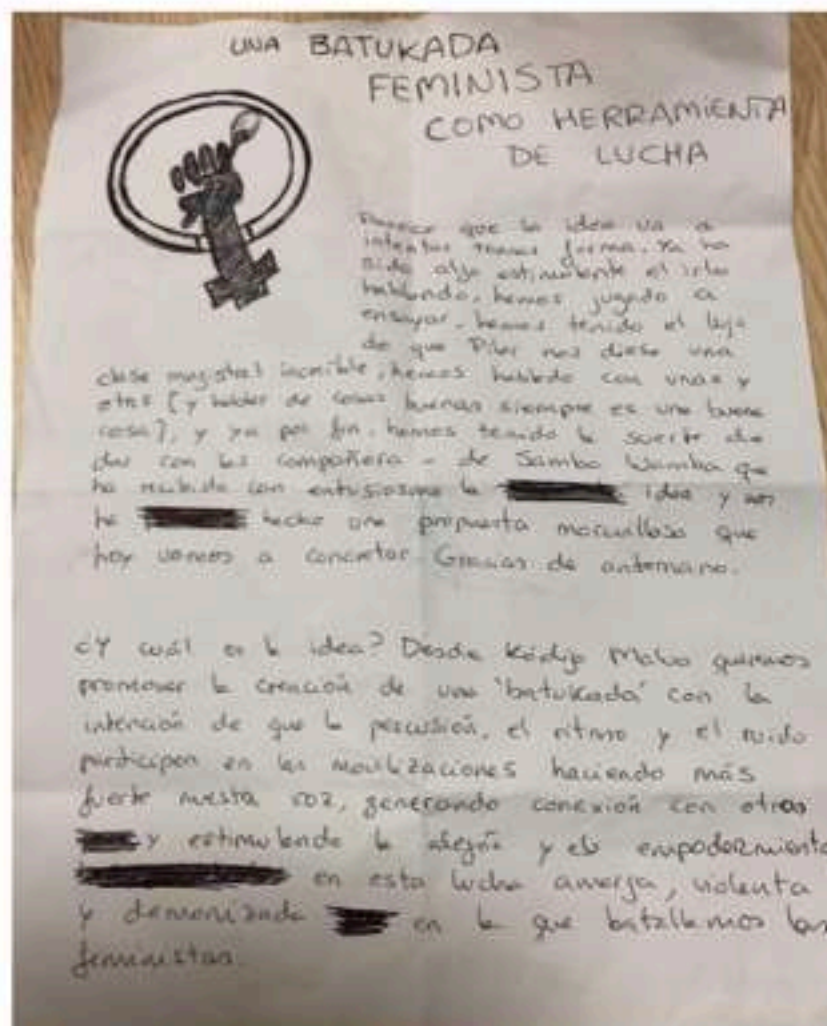 UNA BATUKADA
FEMINISTA
COMO HERRAMIENTA
DE LUCHA
Parece que la idea va a
intentar tomar forma. Ya ha
sido algo estimulante el irlo
hablando, hemos jugado a
ensayar, hemos tenido el lujo
de que Pilar nos diese una
clase magistral increíble, hemos hablado con unas y
otras [y hablar de cosas buenas siempre es una buena
cosa], y ya por fin, hemos tenido la suerte de
dar con las compañera - de Samba Wamba que
ha recibido con entusiasmo la idea y nos
ha hecho una propuesta maravillosa que
hoy vamos a concretar. Gracias de antemano.
¿Y cuál es la idea? Desde Kódigo Malva queremos
promover la creación de una 'batukada' con la
intención de que la percusión, el ritmo y el ruido
participen en las movilizaciones haciendo más
fuerte nuestra voz, generando conexión con otras
y estimulando la alegría y el empoderamiento
en esta lucha amarga, violenta
y demonizada en la que batallamos las
feministas.